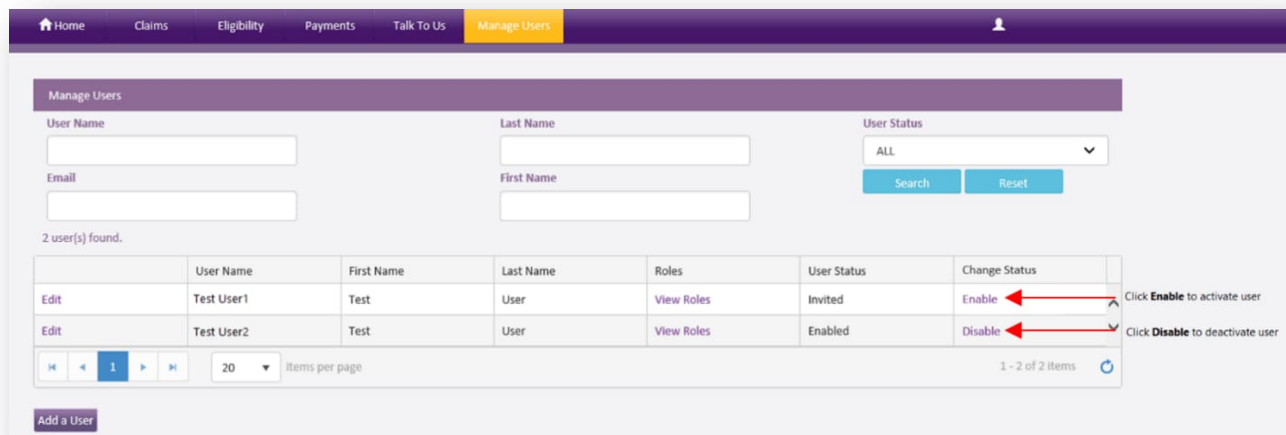 Home Claims Eligibility Payments Talk To Us Manage Users
Manage Users
User Name Last Name User Status
ALL
Email First Name
Search Reset
2 user(s) found.
User Name First Name Last Name Roles User Status Change Status
Edit Test User1 Test User View Roles Invited Enable Click Enable to activate user
Edit Test User2 Test User View Roles Enabled Disable Click Disable to deactivate user
1 20 items per page 1 - 2 of 2 items
Add a User